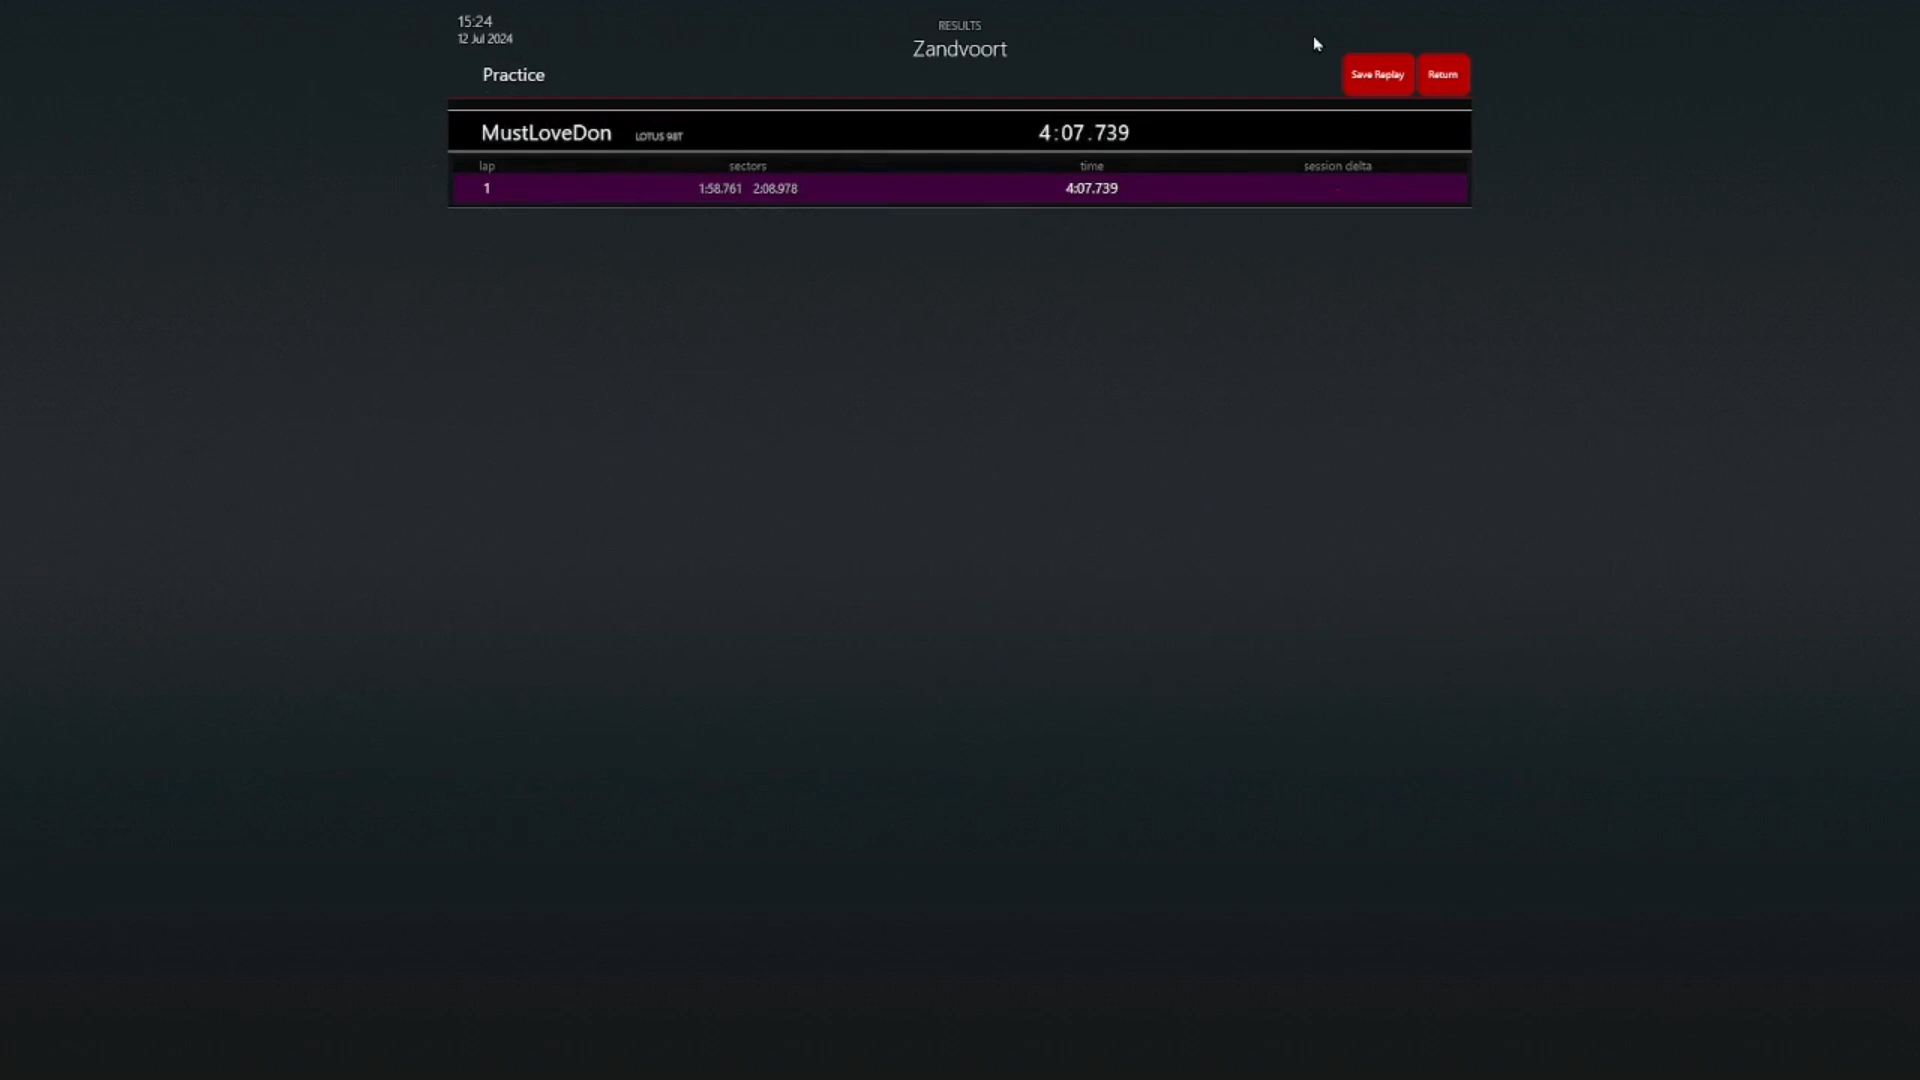 15:24
12 Jul 2024
RESULTS
Zandvoort
Practice
Save Replay
Return
MustLoveDon LOTUS 98T 4:07.739
lap sectors time session delta
1 1:58.761 2:08.978 4:07.739 -